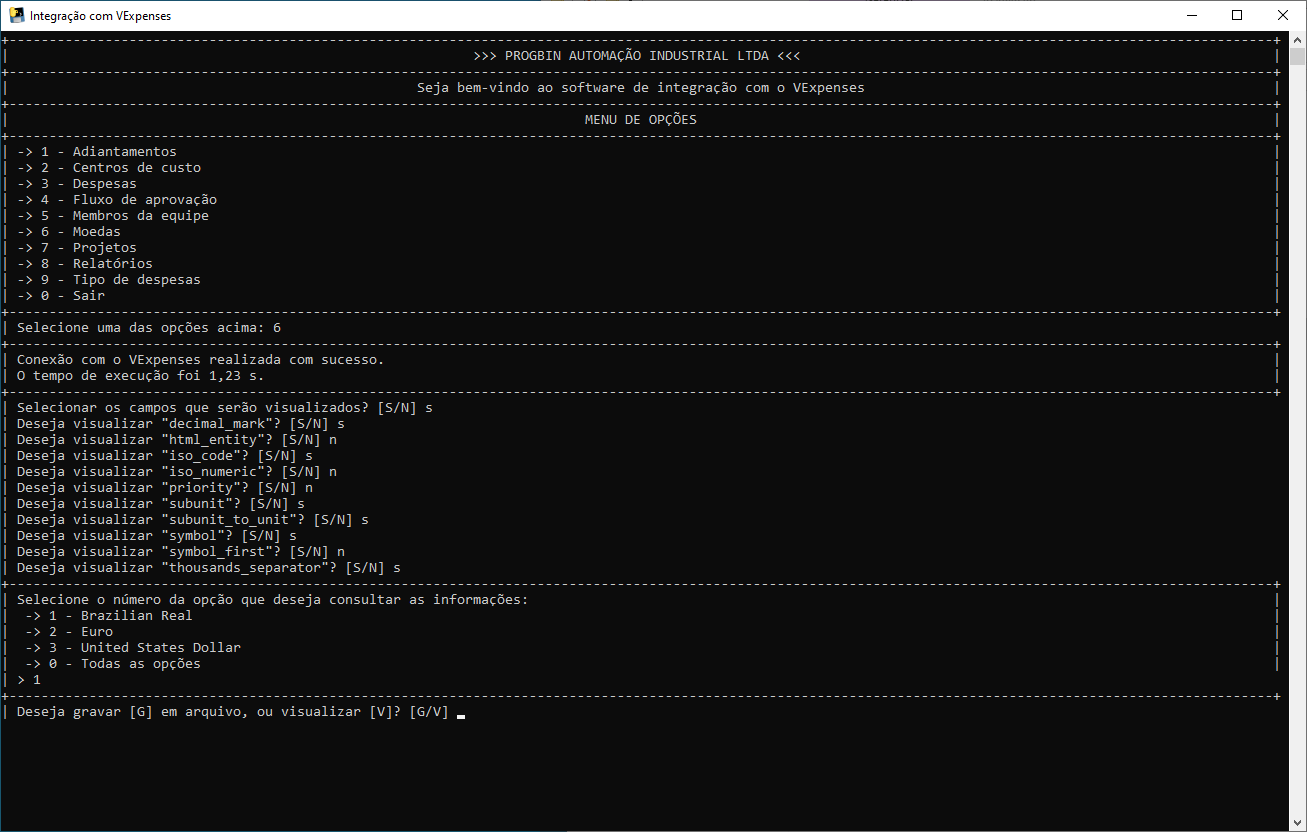 Integração com VExpenses
>>> PROGBIN AUTOMAÇÃO INDUSTRIAL LTDA <<<
Seja bem-vindo ao software de integração com o VExpenses
MENU DE OPÇÕES
-> 1 - Adiantamentos
-> 2 - Centros de custo
-> 3 - Despesas
-> 4 - Fluxo de aprovação
-> 5 - Membros da equipe
-> 6 - Moedas
-> 7 - Projetos
-> 8 - Relatórios
-> 9 - Tipo de despesas
-> 0 - Sair
Selecione uma das opções acima: 6
Conexão com o VExpenses realizada com sucesso.
O tempo de execução foi 1,23 s.
Selecionar os campos que serão visualizados? [S/N] s
Deseja visualizar "decimal_mark"? [S/N] s
Deseja visualizar "html_entity"? [S/N] n
Deseja visualizar "iso_code"? [S/N] s
Deseja visualizar "iso_numeric"? [S/N] n
Deseja visualizar "priority"? [S/N] n
Deseja visualizar "subunit"? [S/N] s
Deseja visualizar "subunit_to_unit"? [S/N] s
Deseja visualizar "symbol"? [S/N] s
Deseja visualizar "symbol_first"? [S/N] n
Deseja visualizar "thousands_separator"? [S/N] s
Selecione o número da opção que deseja consultar as informações:
-> 1 - Brazilian Real
-> 2 - Euro
-> 3 - United States Dollar
-> 0 - Todas as opções
> 1
Deseja gravar [G] em arquivo, ou visualizar [V]? [G/V]